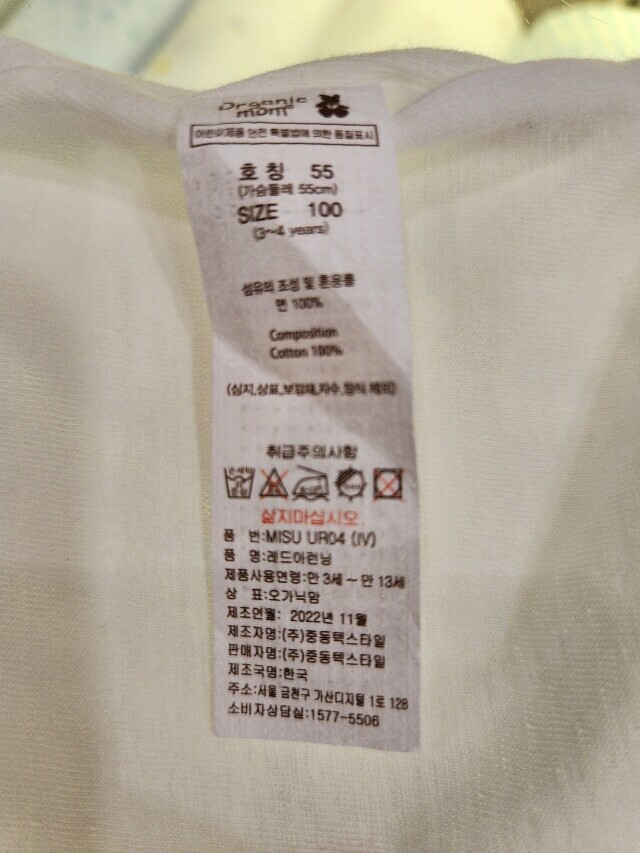 Organic
mom
어린이제품 안전 특별법에 의한 품질표시
호 칭 55
(가슴둘레 55cm)
SIZE 100
(3~4 years)
섬유의 조성 및 혼용률
면 100%
Composition
Cotton 100%
(심지,상표,보강재,자수,장식 제외)
취급주의사항
손세탁
삶지마십시오
품 번:MISU UR04 (IV)
품 명:레드아런닝
제품사용연령:만 3세 ~ 만 13세
상 표:오가닉맘
제조연월: 2022년 11월
제조자명:(주)중동텍스타일
판매자명:(주)중동텍스타일
제조국명:한국
주소:서울 금천구 가산디지털 1로 128
소비자상담실:1577-5506